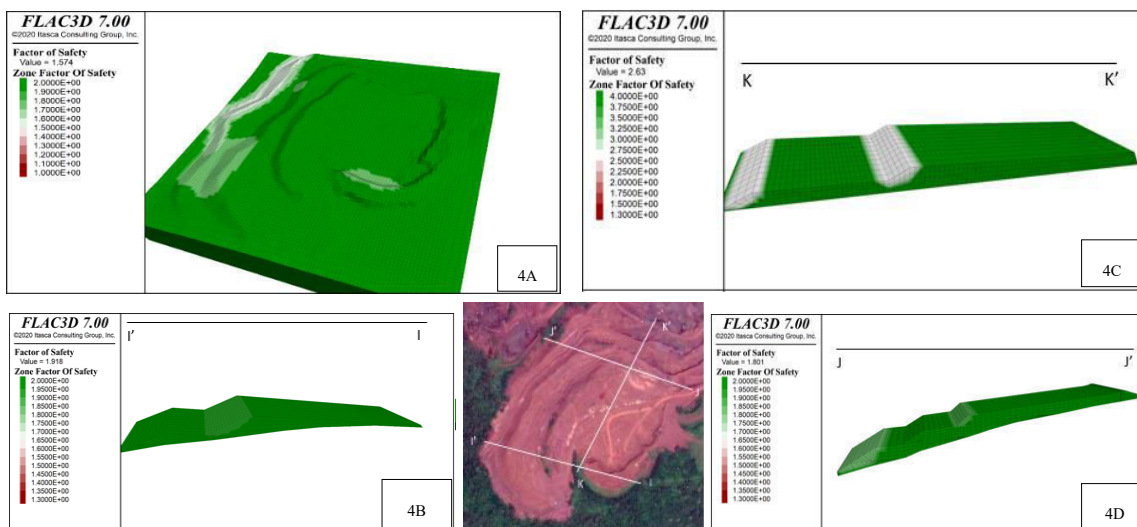 FLAC3D 7.00
©2020 Itasca Consulting Group, Inc.
Factor of Safety
Value = 1.574
Zone Factor Of Safety
2.0000E+00
1.9000E+00
1.8000E+00
1.7000E+00
1.6000E+00
1.5000E+00
1.4000E+00
1.3000E+00
1.2000E+00
1.1000E+00
1.0000E+00
4A
FLAC3D 7.00
©2020 Itasca Consulting Group, Inc.
Factor of Safety
Value = 2.63
Zone Factor Of Safety
4.0000E+00
3.7500E+00
3.5000E+00
3.2500E+00
3.0000E+00
2.7500E+00
2.5000E+00
2.2500E+00
2.0000E+00
1.7500E+00
1.5000E+00
1.3000E+00
K
K'
4C
FLAC3D 7.00
©2020 Itasca Consulting Group, Inc.
Factor of Safety
Value = 1.918
Zone Factor Of Safety
2.0000E+00
1.9500E+00
1.9000E+00
1.8500E+00
1.8000E+00
1.7500E+00
1.7000E+00
1.6500E+00
1.6000E+00
1.5500E+00
1.5000E+00
1.4500E+00
1.4000E+00
1.3500E+00
1.3000E+00
I'
I
4B
J'
K'
J
I'
K
I
FLAC3D 7.00
©2020 Itasca Consulting Group, Inc.
Factor of Safety
Value = 1.801
Zone Factor Of Safety
2.0000E+00
1.9500E+00
1.9000E+00
1.8500E+00
1.8000E+00
1.7500E+00
1.7000E+00
1.6500E+00
1.6000E+00
1.5500E+00
1.5000E+00
1.4500E+00
1.4000E+00
1.3500E+00
1.3000E+00
J
J'
4D